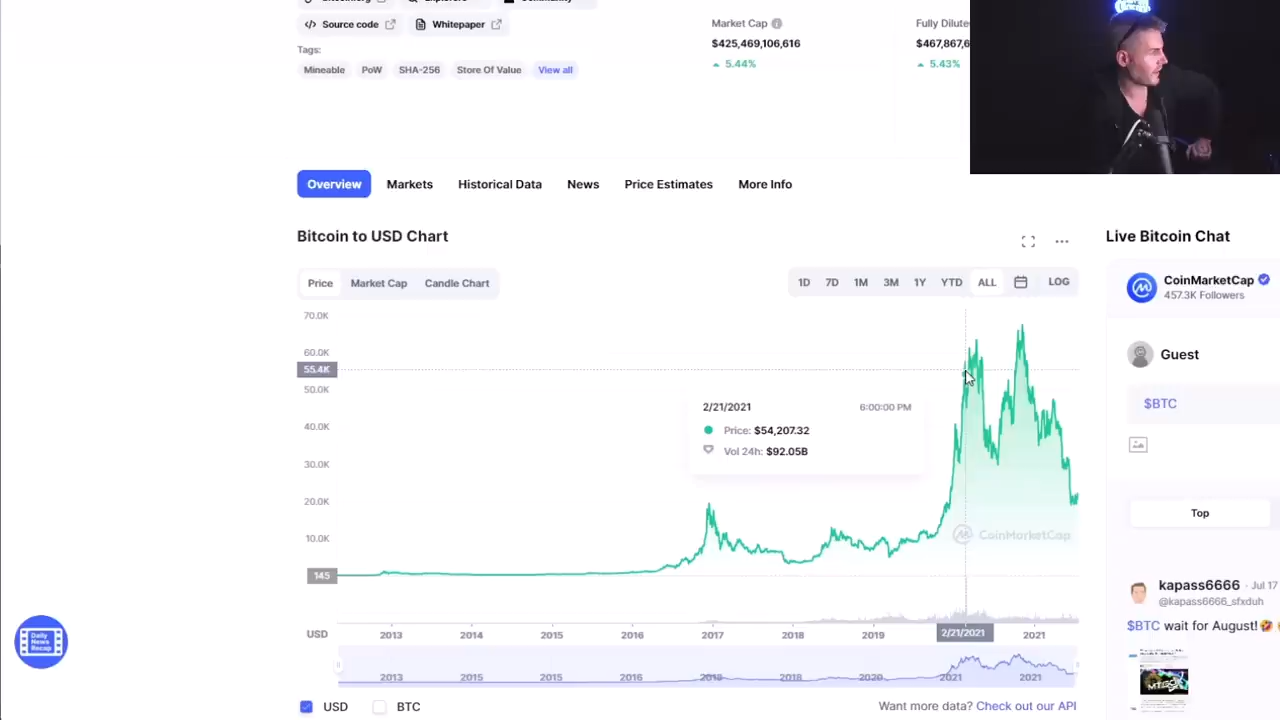 Source code
Whitepaper
Tags:
Mineable PoW SHA-256 Store Of Value View all
Market Cap
$425,469,106,616
5.44%
Fully Dilute
$467,867,6
5.43%
Overview Markets Historical Data News Price Estimates More Info
Bitcoin to USD Chart
Price Market Cap Candle Chart
1D 7D 1M 3M 1Y YTD ALL LOG
70.0K
60.0K
55.4K
50.0K
40.0K
30.0K
20.0K
10.0K
145
2/21/2021 6:00:00 PM
Price: $54,207.32
Vol 24h: $92.05B
CoinMarketCap
USD 2013 2014 2015 2016 2017 2018 2019 2/21/2021 2021
2013 2015 2015 2016 2018 2018 2020 2021 2021
USD BTC
Want more data? Check out our API
Live Bitcoin Chat
CoinMarketCap
457.3K Followers
Guest
$BTC
Top
kapass6666 · Jul 17
@kapass6666_sfxduh
$BTC wait for August!
Daily
News
Recap